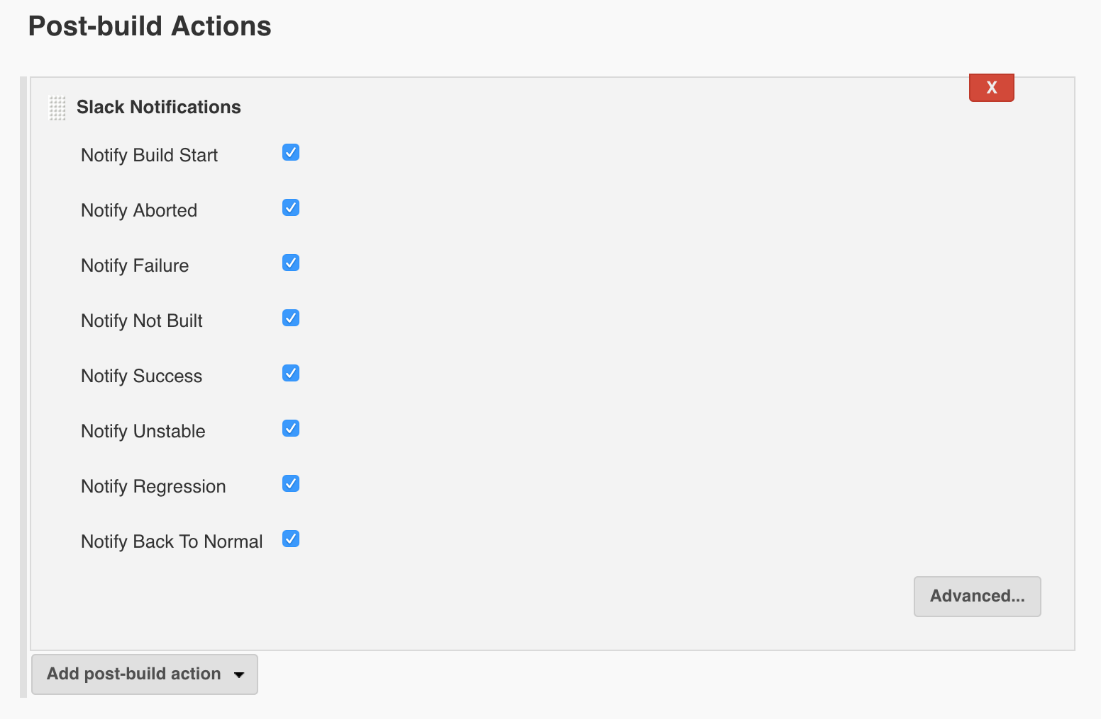 Post-build Actions
X
Slack Notifications
Notify Build Start
Notify Aborted
Notify Failure
Notify Not Built
Notify Success
Notify Unstable
Notify Regression
Notify Back To Normal
Advanced...
Add post-build action